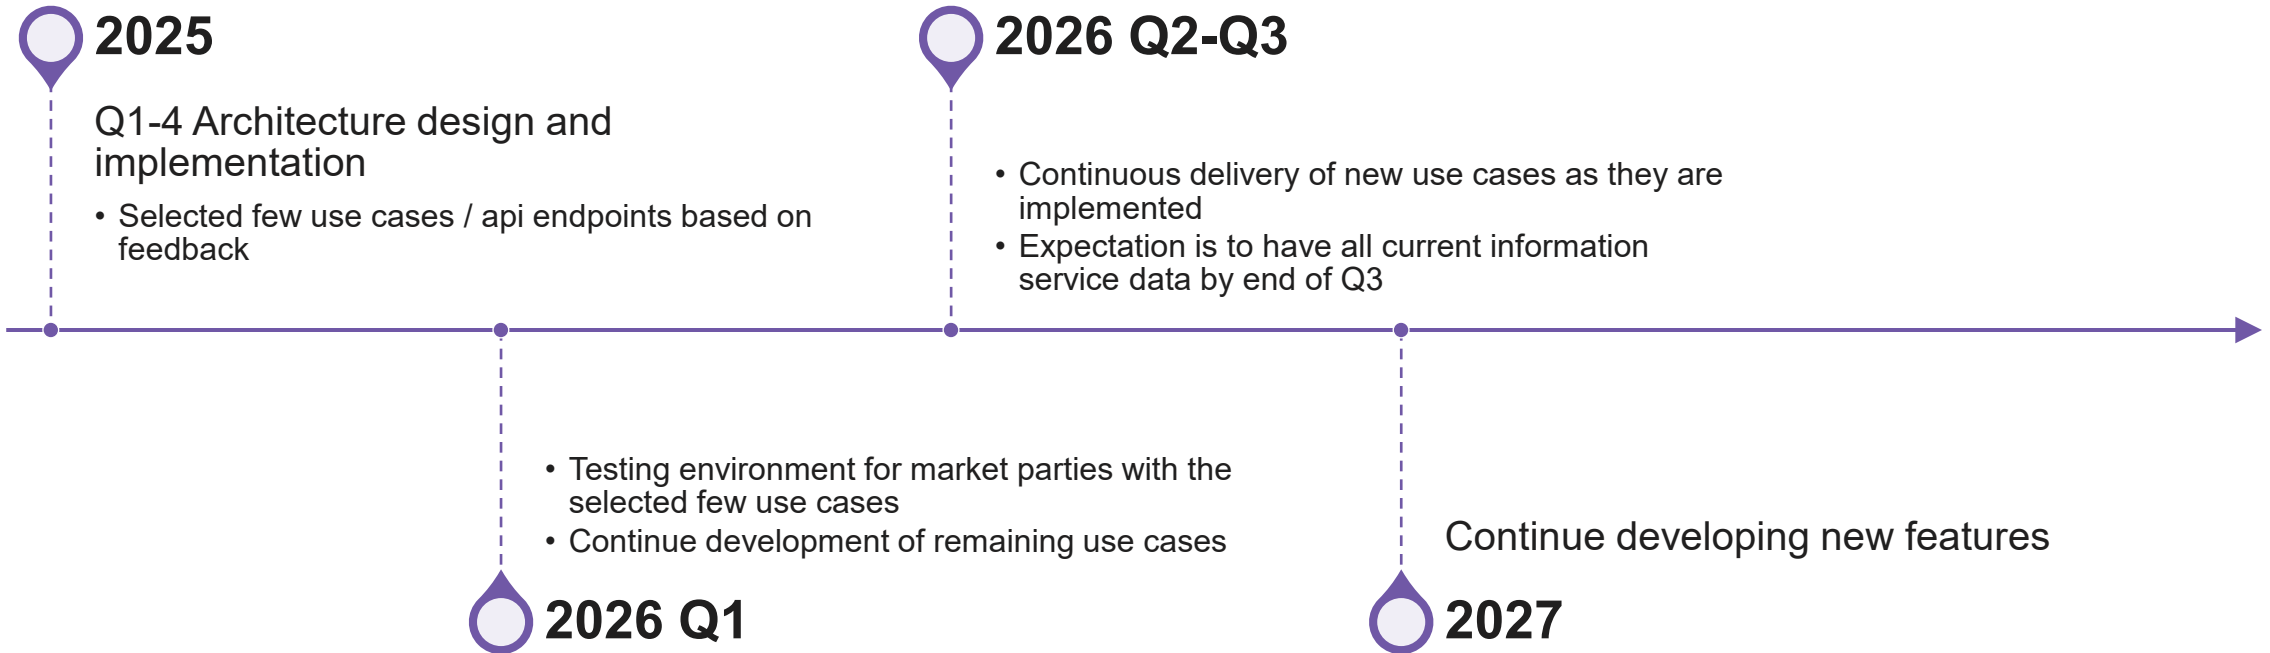 2025
Q1-4 Architecture design and
implementation
• Selected few use cases / api endpoints based on
feedback
• Testing environment for market parties with the
selected few use cases
• Continue development of remaining use cases
2026 Q1
2026 Q2-Q3
• Continuous delivery of new use cases as they are
implemented
• Expectation is to have all current information
service data by end of Q3
Continue developing new features
2027